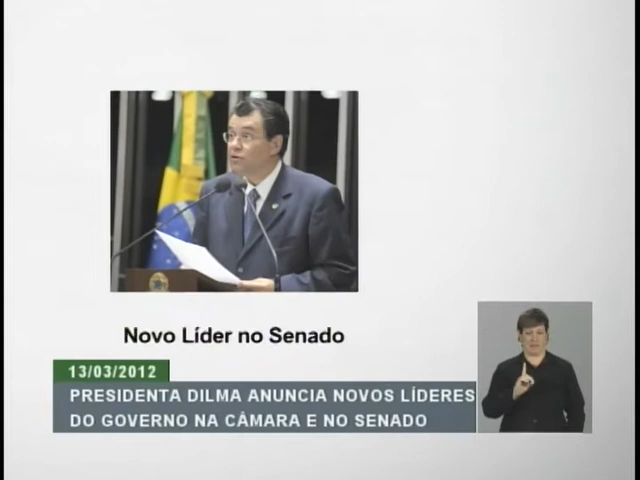 Novo Líder no Senado
13/03/2012
PRESIDENTA DILMA ANUNCIA NOVOS LÍDERES
DO GOVERNO NA CÂMARA E NO SENADO